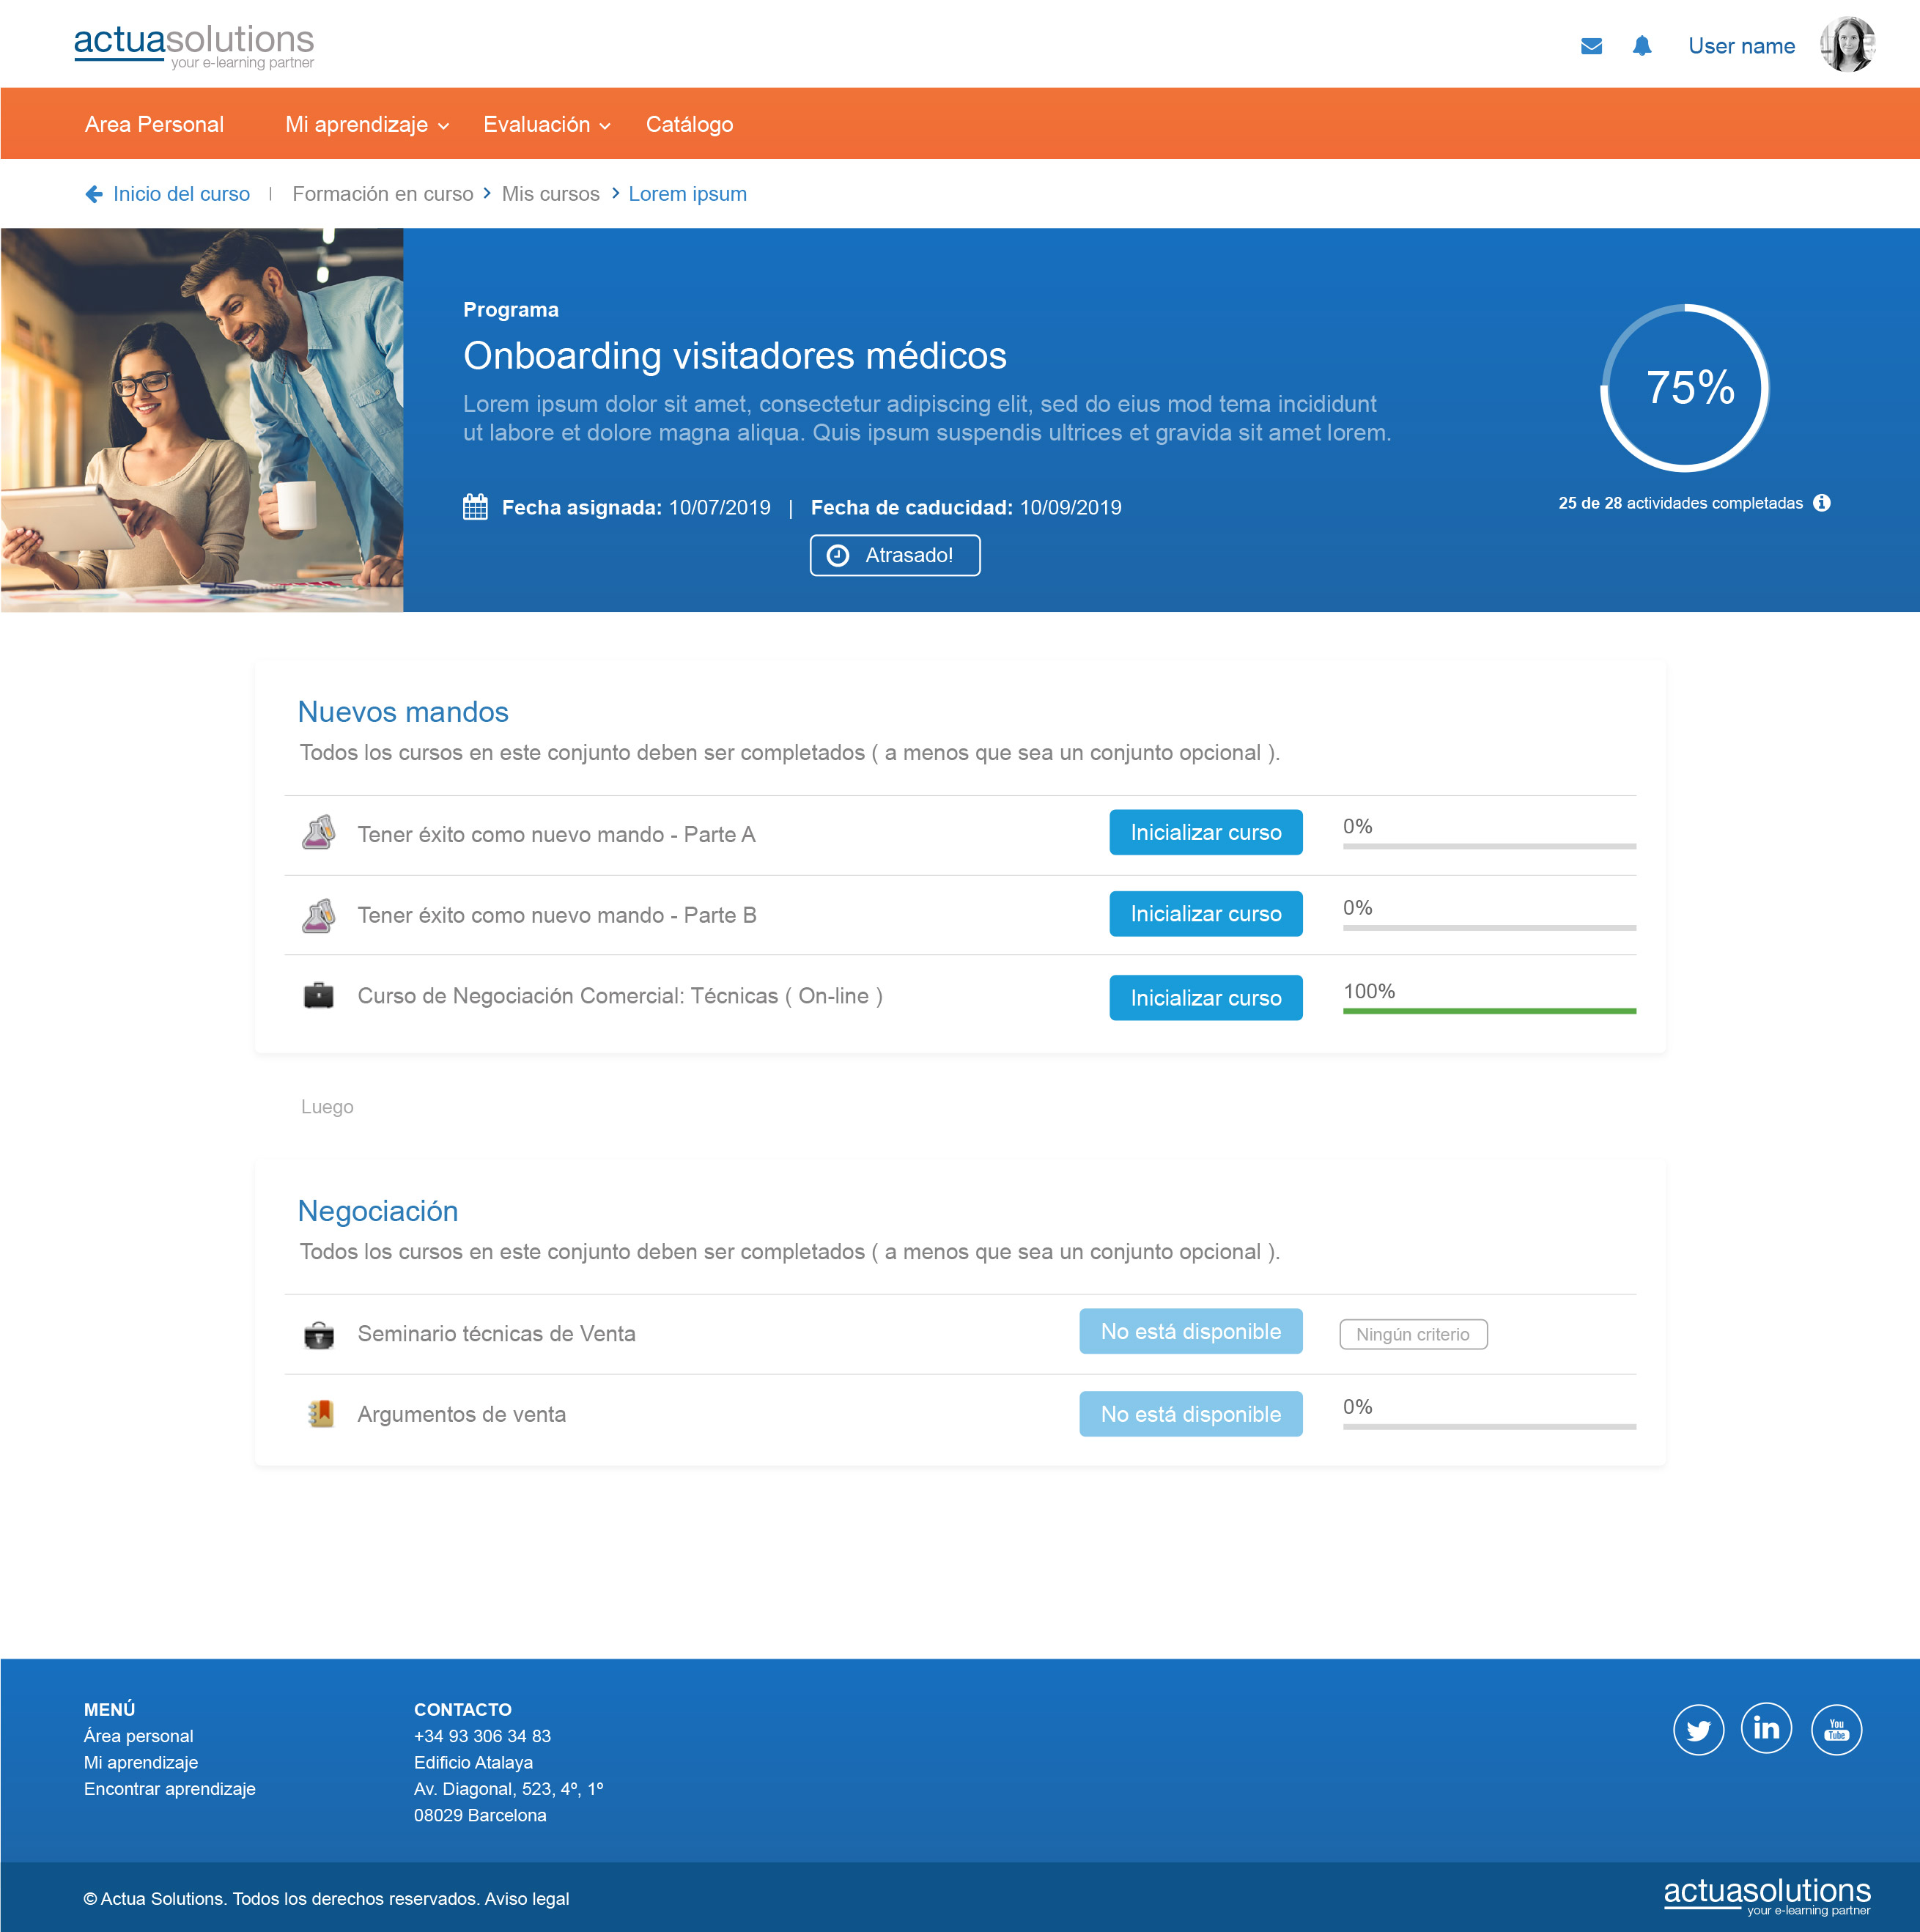 actuasolutions
your e-learning partner
User name
Area Personal Mi aprendizaje Evaluación Catálogo
Inicio del curso | Formación en curso > Mis cursos > Lorem ipsum
Programa
Onboarding visitadores médicos
Lorem ipsum dolor sit amet, consectetur adipiscing elit, sed do eius mod tema incididunt
ut labore et dolore magna aliqua. Quis ipsum suspendis ultrices et gravida sit amet lorem.
Fecha asignada: 10/07/2019 | Fecha de caducidad: 10/09/2019
Atrasado!
75%
25 de 28 actividades completadas
Nuevos mandos
Todos los cursos en este conjunto deben ser completados ( a menos que sea un conjunto opcional ).
Tener éxito como nuevo mando - Parte A Inicializar curso 0%
Tener éxito como nuevo mando - Parte B Inicializar curso 0%
Curso de Negociación Comercial: Técnicas ( On-line ) Inicializar curso 100%
Luego
Negociación
Todos los cursos en este conjunto deben ser completados ( a menos que sea un conjunto opcional ).
Seminario técnicas de Venta No está disponible Ningún criterio
Argumentos de venta No está disponible 0%
MENÚ
Área personal
Mi aprendizaje
Encontrar aprendizaje
CONTACTO
+34 93 306 34 83
Edificio Atalaya
Av. Diagonal, 523, 4º, 1º
08029 Barcelona
in
You
Tube
© Actua Solutions. Todos los derechos reservados. Aviso legal
actuasolutions
your e-learning partner